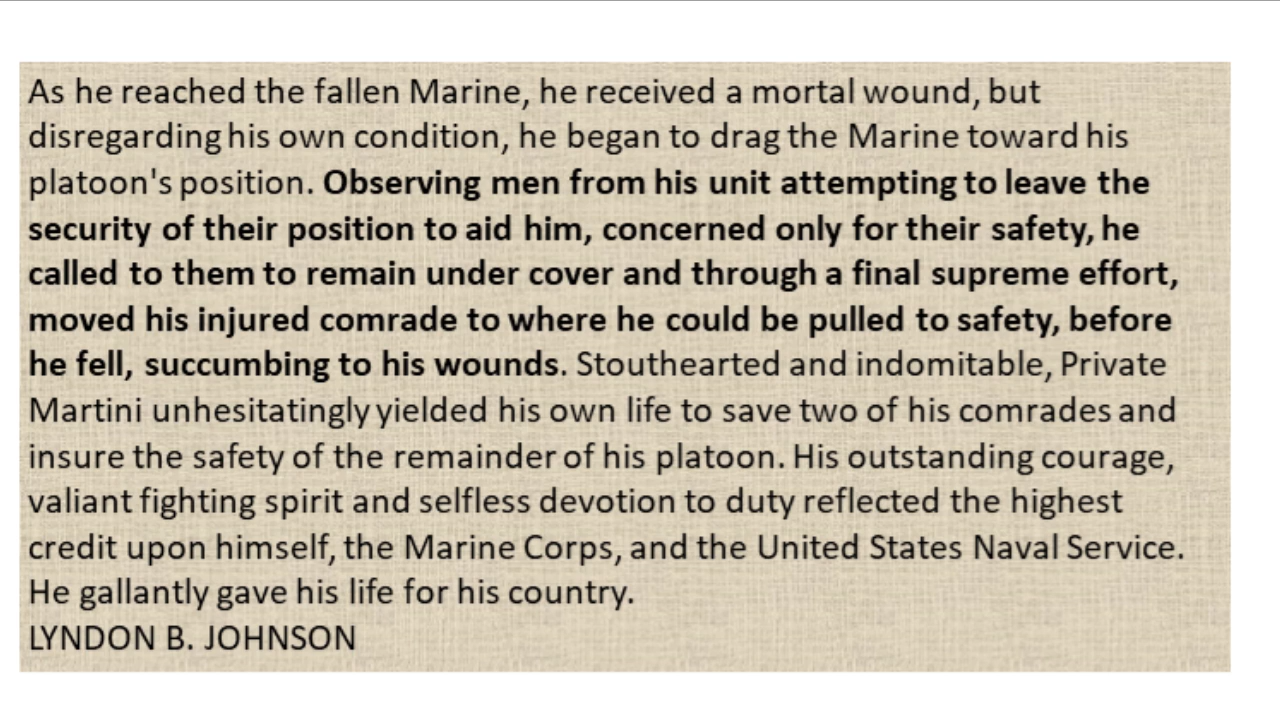 As he reached the fallen Marine, he received a mortal wound, but
disregarding his own condition, he began to drag the Marine toward his
platoon's position. Observing men from his unit attempting to leave the
security of their position to aid him, concerned only for their safety, he
called to them to remain under cover and through a final supreme effort,
moved his injured comrade to where he could be pulled to safety, before
he fell, succumbing to his wounds. Stouthearted and indomitable, Private
Martini unhesitatingly yielded his own life to save two of his comrades and
insure the safety of the remainder of his platoon. His outstanding courage,
valiant fighting spirit and selfless devotion to duty reflected the highest
credit upon himself, the Marine Corps, and the United States Naval Service.
He gallantly gave his life for his country.
LYNDON B. JOHNSON